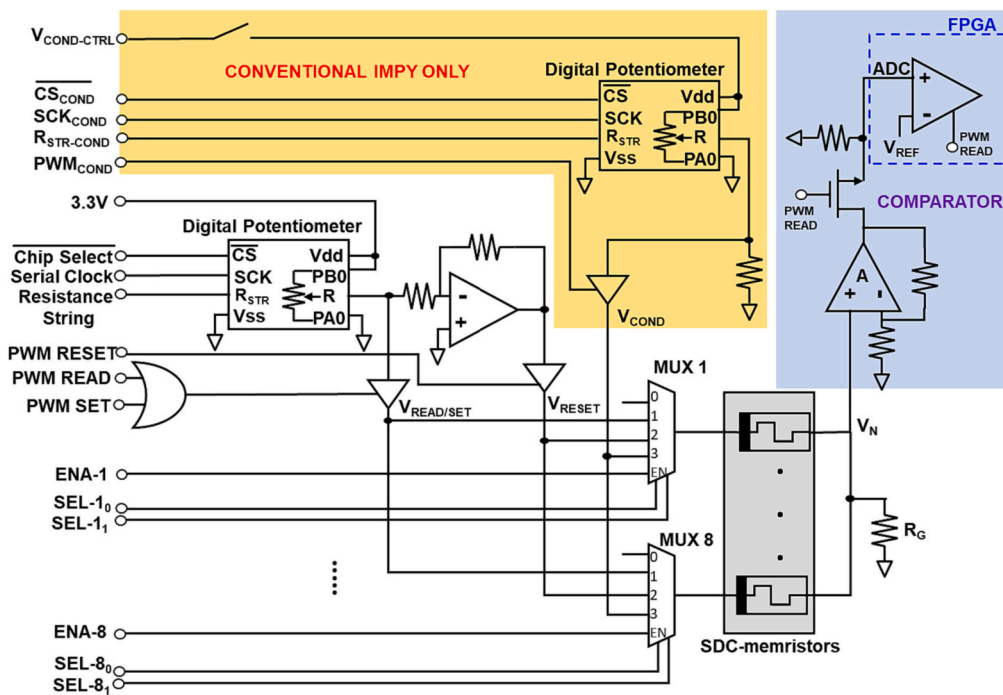 V_COND-CTRL
CONVENTIONAL IMPY ONLY
CS_COND
SCK_COND
R_STR-COND
PWM_COND
Digital Potentiometer
CS
Vdd
SCK
PB0
R_STR
R
Vss
PA0
FPGA
ADC
+
-
V_REF
PWM
READ
PWM
READ
COMPARATOR
A
+
-
3.3V
Digital Potentiometer
Chip Select
Serial Clock
Resistance
String
CS
Vdd
SCK
PB0
R_STR
R
Vss
PA0
-
+
V_COND
PWM RESET
PWM READ
PWM SET
V_READ/SET
V_RESET
MUX 1
0
1
2
3
EN
V_N
R_G
ENA-1
SEL-1_0
SEL-1_1
MUX 8
0
1
2
3
EN
ENA-8
SEL-8_0
SEL-8_1
SDC-memristors